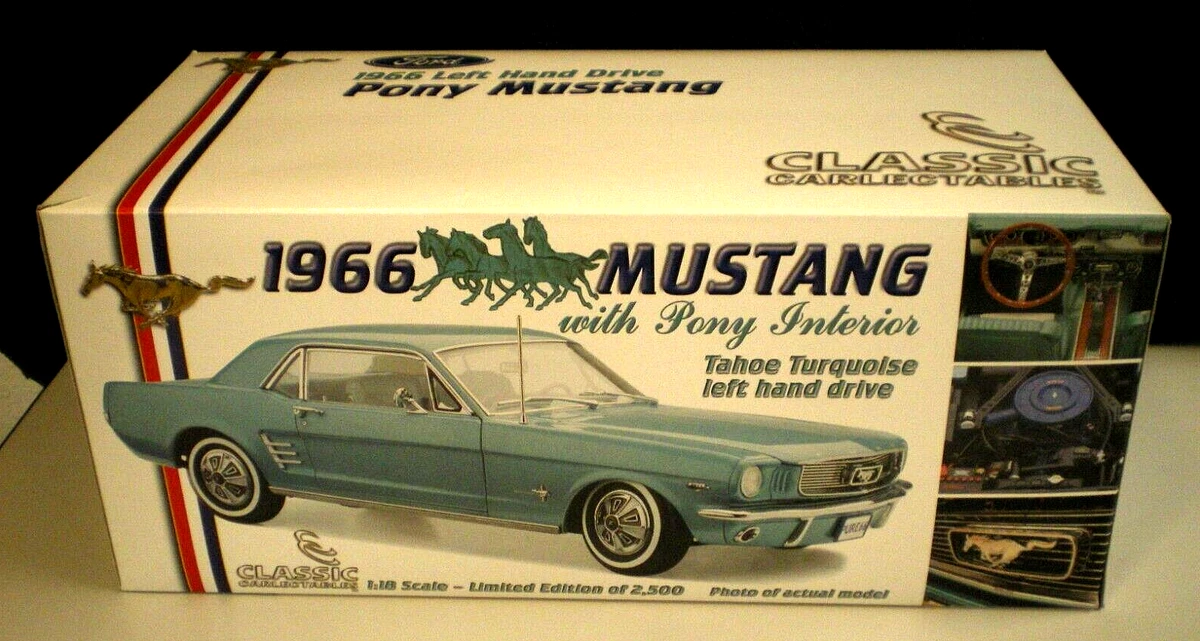 Ford
1966 Left Hand Drive
Pony Mustang
CLASSIC
CARLECTABLES
1966 MUSTANG
with Pony Interior
Tahoe Turquoise
left hand drive
CLASSIC
CARLECTABLES
1:18 Scale – Limited Edition of 2,500
Photo of actual model